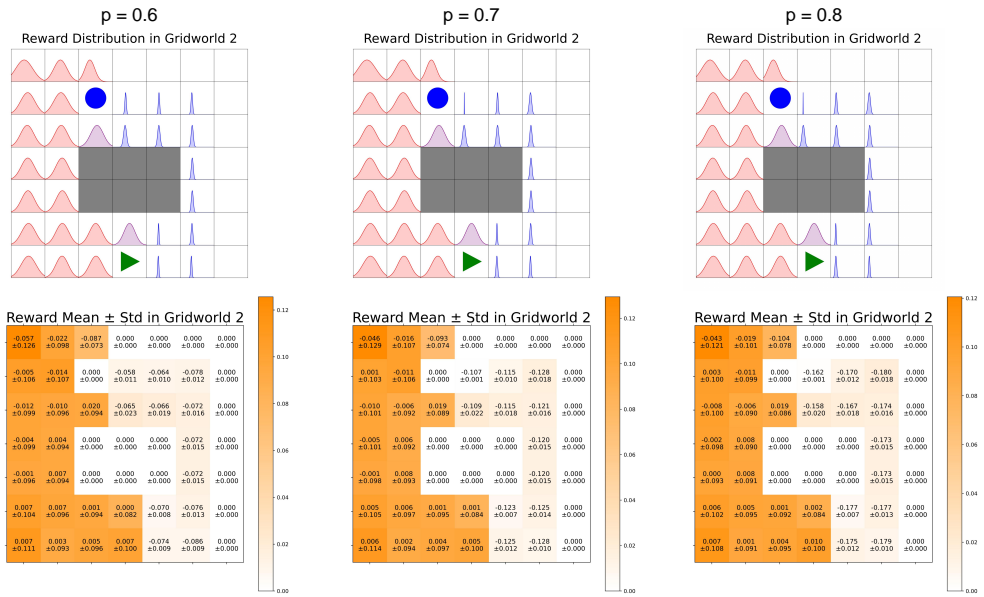 p = 0.6
p = 0.7
p = 0.8
Reward Distribution in Gridworld 2
Reward Distribution in Gridworld 2
Reward Distribution in Gridworld 2
Reward Mean ± Std in Gridworld 2
-0.057 -0.022 -0.087 0.000 0.000 0.000 0.000
±0.126 ±0.098 ±0.073 ±0.000 ±0.000 ±0.000 ±0.000
-0.005 -0.014 0.000 -0.058 -0.064 -0.078 0.000
±0.106 ±0.107 ±0.000 ±0.011 ±0.010 ±0.012 ±0.000
-0.012 -0.010 0.020 -0.065 -0.066 -0.072 0.000
±0.099 ±0.096 ±0.094 ±0.023 ±0.019 ±0.016 ±0.000
-0.004 0.004 0.000 0.000 0.000 -0.072 0.000
±0.099 ±0.094 ±0.000 ±0.000 ±0.000 ±0.015 ±0.000
-0.001 0.007 0.000 0.000 0.000 -0.072 0.000
±0.096 ±0.094 ±0.000 ±0.000 ±0.000 ±0.015 ±0.000
0.007 0.007 0.001 0.000 -0.070 -0.076 0.000
±0.104 ±0.096 ±0.094 ±0.082 ±0.008 ±0.013 ±0.000
0.007 0.003 0.005 0.007 -0.074 -0.086 0.000
±0.111 ±0.093 ±0.096 ±0.100 ±0.009 ±0.009 ±0.000
0.12
0.10
0.08
0.06
0.04
0.02
0.00
Reward Mean ± Std in Gridworld 2
-0.046 -0.016 -0.093 0.000 0.000 0.000 0.000
±0.129 ±0.107 ±0.074 ±0.000 ±0.000 ±0.000 ±0.000
0.001 -0.011 0.000 -0.107 -0.115 -0.128 0.000
±0.103 ±0.106 ±0.000 ±0.001 ±0.010 ±0.018 ±0.000
-0.010 -0.006 0.019 -0.109 -0.115 -0.121 0.000
±0.101 ±0.092 ±0.089 ±0.022 ±0.018 ±0.016 ±0.000
-0.005 0.006 0.000 0.000 0.000 -0.120 0.000
±0.101 ±0.092 ±0.000 ±0.000 ±0.000 ±0.015 ±0.000
-0.001 0.008 0.000 0.000 0.000 -0.120 0.000
±0.098 ±0.093 ±0.000 ±0.000 ±0.000 ±0.015 ±0.000
0.005 0.006 0.001 0.001 -0.123 -0.125 0.000
±0.105 ±0.097 ±0.095 ±0.084 ±0.007 ±0.014 ±0.000
0.006 0.002 0.004 0.005 -0.125 -0.128 0.000
±0.114 ±0.094 ±0.097 ±0.100 ±0.012 ±0.010 ±0.000
0.12
0.10
0.08
0.06
0.04
0.02
0.00
Reward Mean ± Std in Gridworld 2
-0.043 -0.019 -0.104 0.000 0.000 0.000 0.000
±0.121 ±0.101 ±0.078 ±0.000 ±0.000 ±0.000 ±0.000
0.003 -0.011 0.000 -0.162 -0.170 -0.180 0.000
±0.100 ±0.099 ±0.000 ±0.001 ±0.012 ±0.018 ±0.000
-0.008 -0.006 0.019 -0.158 -0.167 -0.174 0.000
±0.100 ±0.090 ±0.086 ±0.020 ±0.018 ±0.016 ±0.000
-0.002 0.008 0.000 0.000 0.000 -0.173 0.000
±0.098 ±0.090 ±0.000 ±0.000 ±0.000 ±0.015 ±0.000
0.000 0.008 0.000 0.000 0.000 -0.173 0.000
±0.093 ±0.091 ±0.000 ±0.000 ±0.000 ±0.015 ±0.000
0.006 0.005 0.001 0.002 -0.177 -0.177 0.000
±0.102 ±0.095 ±0.092 ±0.084 ±0.007 ±0.013 ±0.000
0.007 0.001 0.004 0.010 -0.175 -0.179 0.000
±0.108 ±0.091 ±0.095 ±0.100 ±0.012 ±0.010 ±0.000
0.12
0.10
0.08
0.06
0.04
0.02
0.00